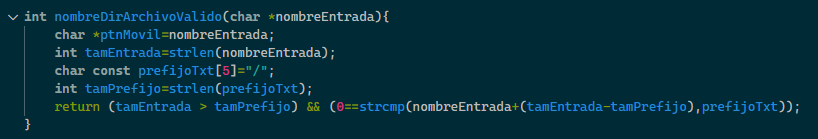 int nombreDirArchivoValido(char *nombreEntrada){
char *ptnMovil=nombreEntrada;
int tamEntrada=strlen(nombreEntrada);
char const prefijoTxt[5]="/";
int tamPrefijo=strlen(prefijoTxt);
return (tamEntrada > tamPrefijo) && (0==strcmp(nombreEntrada+(tamEntrada-tamPrefijo),prefijoTxt));
}